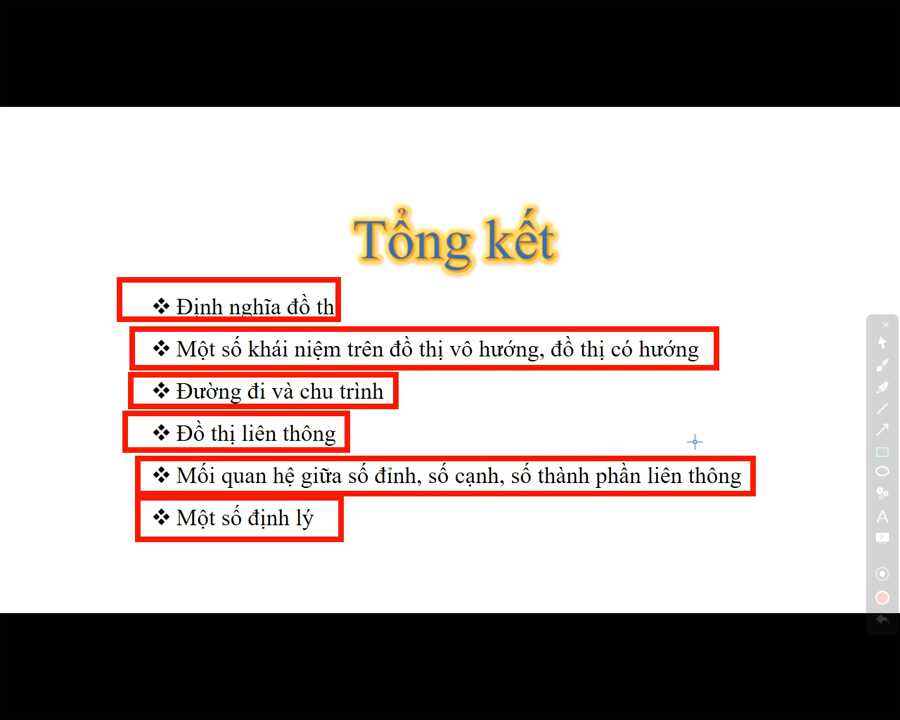 Tổng kết
❖ Định nghĩa đồ th
❖ Một số khái niệm trên đồ thị vô hướng, đồ thị có hướng
❖ Đường đi và chu trình
❖ Đồ thị liên thông
❖ Mối quan hệ giữa số đỉnh, số cạnh, số thành phần liên thông
❖ Một số định lý